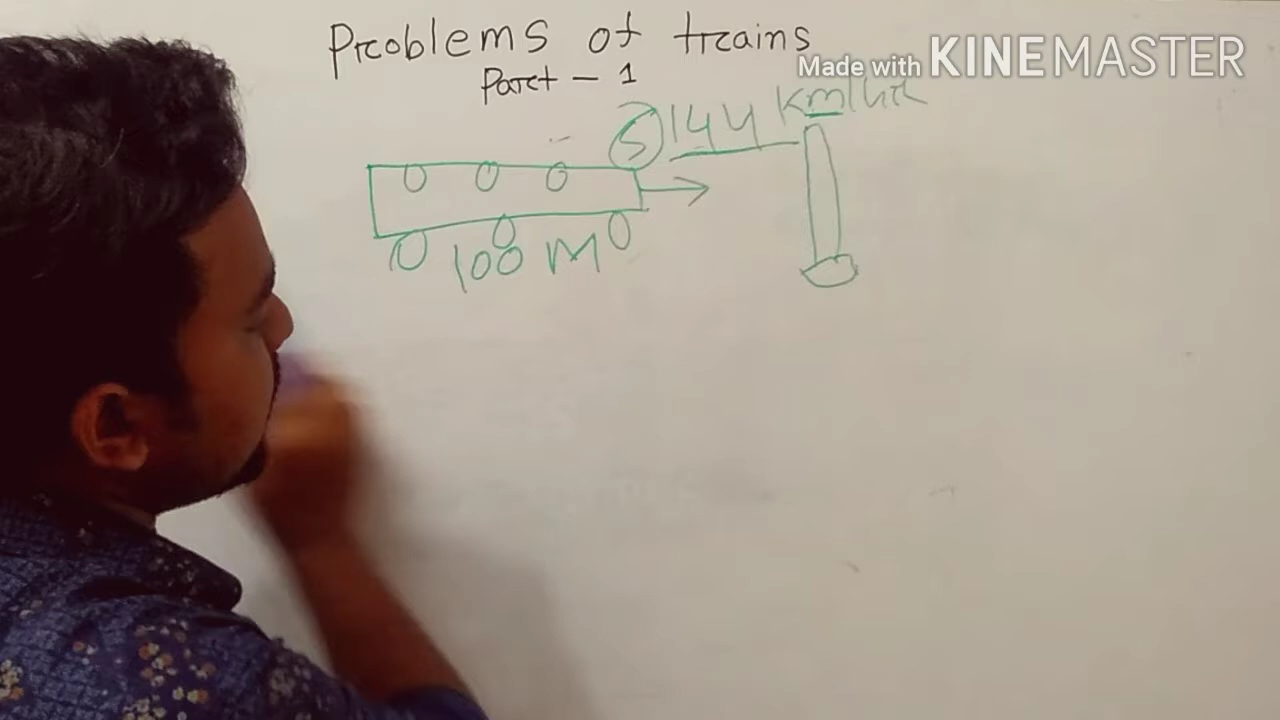 Problems of trains
Part - 1
Made with KINEMASTER
S 144 km/hr
100 M